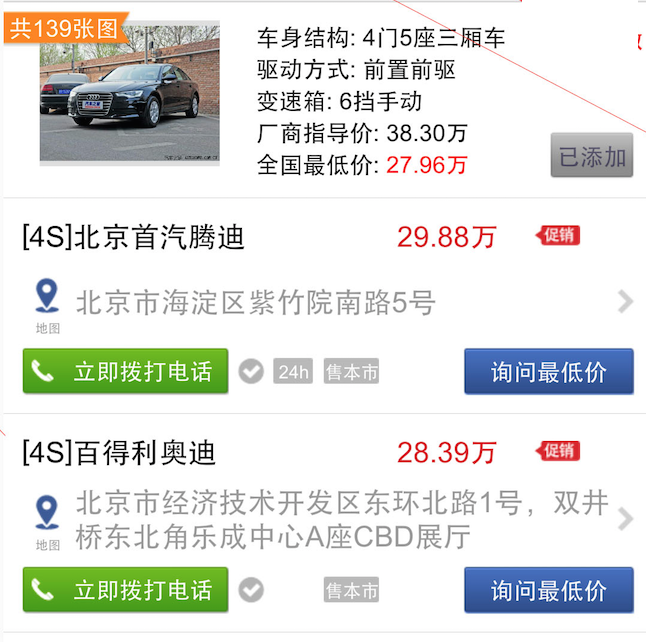 共139张图
车身结构: 4门5座三厢车
驱动方式: 前置前驱
变速箱: 6挡手动
厂商指导价: 38.30万
全国最低价: 27.96万
已添加
[4S]北京首汽腾迪
29.88万
促销
北京市海淀区紫竹院南路5号
地图
立即拨打电话
24h
售本市
询问最低价
[4S]百得利奥迪
28.39万
促销
北京市经济技术开发区东环北路1号，双井
桥东北角乐成中心A座CBD展厅
地图
立即拨打电话
售本市
询问最低价